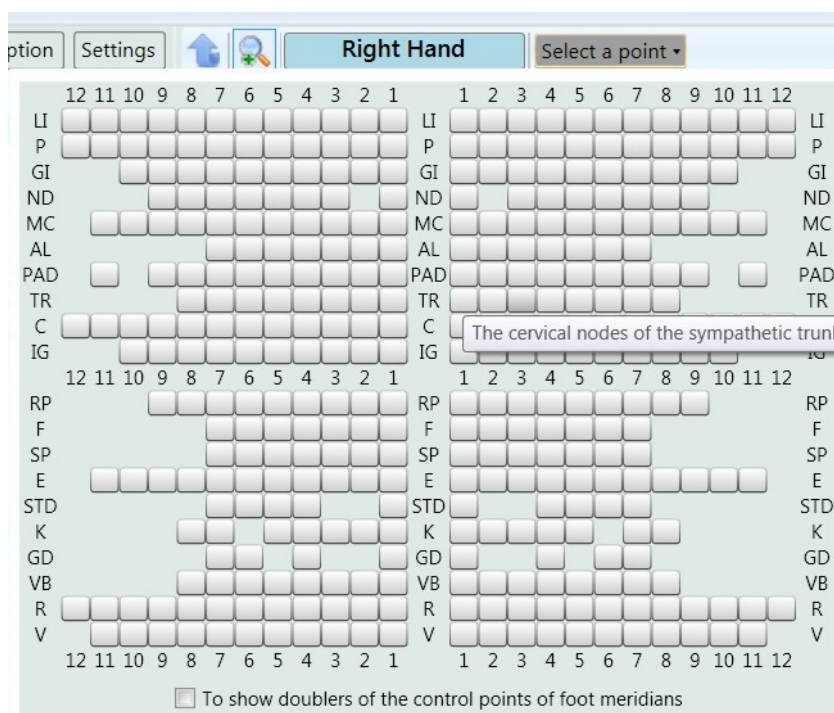 ption Settings Right Hand Select a point
12 11 10 9 8 7 6 5 4 3 2 1 1 2 3 4 5 6 7 8 9 10 11 12
LI LI LI
P P P
GI GI GI
ND ND ND
MC MC MC
AL AL AL
PAD PAD PAD
TR TR TR
C C
The cervical nodes of the sympathetic trunk
IG IG IG
12 11 10 9 8 7 6 5 4 3 2 1 1 2 3 4 5 6 7 8 9 10 11 12
RP RP RP
F F F
SP SP SP
E E E
STD STD STD
K K K
GD GD GD
VB VB VB
R R R
V V V
12 11 10 9 8 7 6 5 4 3 2 1 1 2 3 4 5 6 7 8 9 10 11 12
To show doublers of the control points of foot meridians